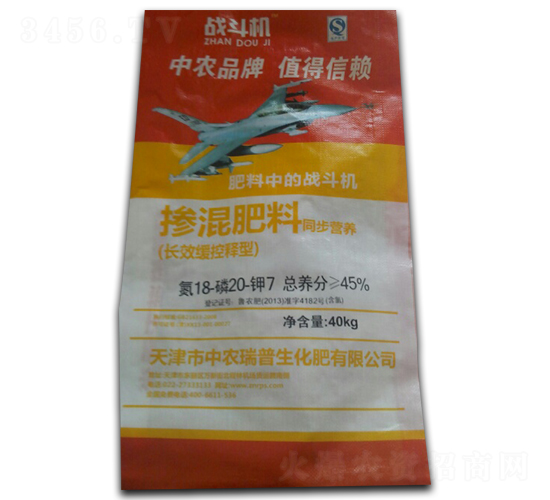 3456.TV
战斗机
ZHAN DOU JI
中农品牌 值得信赖
肥料中的战斗机
掺混肥料同步营养
(长效缓控释型)
氮18-磷20-钾7 总养分≥45%
登记证号: 鲁农肥(2013)准字4182号(含氯)
净含量:40kg
天津市中农瑞普生化肥有限公司
火爆农资招商网